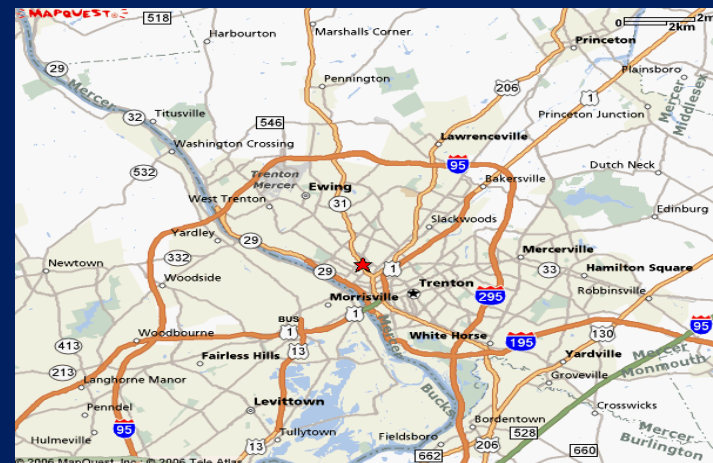 MAPQUEST®
518
Marshalls Corner
0
2mi
2km
Harbourton
Princeton
29
Pennington
Plainsboro
206
Mercer
Mercer
Middlesex
1
32
Titusville
546
Princeton Junction
Lawrenceville
Washington Crossing
95
532
Trenton
Mercer
Dutch Neck
Bakersville
Ewing
West Trenton
31
Edinburg
Slackwoods
Yardley
29
Mercerville
332
Newtown
29
1
33
Hamilton Square
Woodside
Trenton
295
Robbinsville
Morrisville
BUS
1
1
Mercer
95
Woodbourne
White Horse
195
130
413
13
Fairless Hills
Yardville
Mercer
Monmouth
213
Langhorne Manor
Groveville
Bucks
Levittown
Crosswicks
Penndel
95
Bordentown
Mercer
Burlington
Hulmeville
13
Tullytown
528
Fieldsboro
206
660
662
© 2006 MapQuest, Inc.; © 2006 Tele Atlas